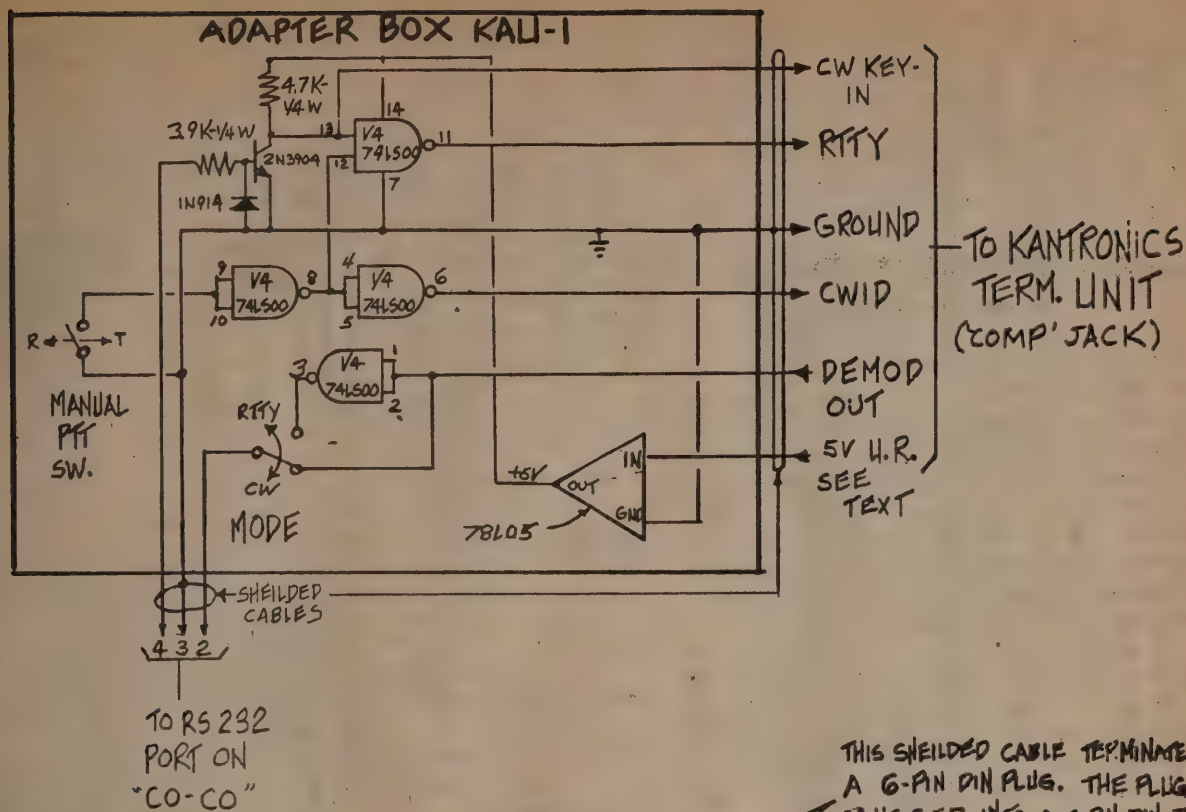 ADAPTER BOX KAU-1
4.7K-
1/4 W
3.9K-1/4 W
2N3904
1N914
13
12
14
1/4
74LS00
11
7
CW KEY-
IN
RTTY
GROUND
CWID
DEMOD
OUT
5V U.R.
SEE
TEXT
TO KANTRONICS
TERM. UNIT
('COMP' JACK)
9
10
1/4
74LS00
8
4
5
1/4
74LS00
6
R
T
MANUAL
PTT
SW.
3
1/4
74LS00
1
2
RTTY
CW
MODE
+5V
OUT
IN
GND
78L05
SHEILDED
CABLES
4 3 2
TO RS 232
PORT ON
"CO-CO"
THIS SHEILDED CABLE TERMINATE
A 6-PIN DIN PLUG. THE PLUG